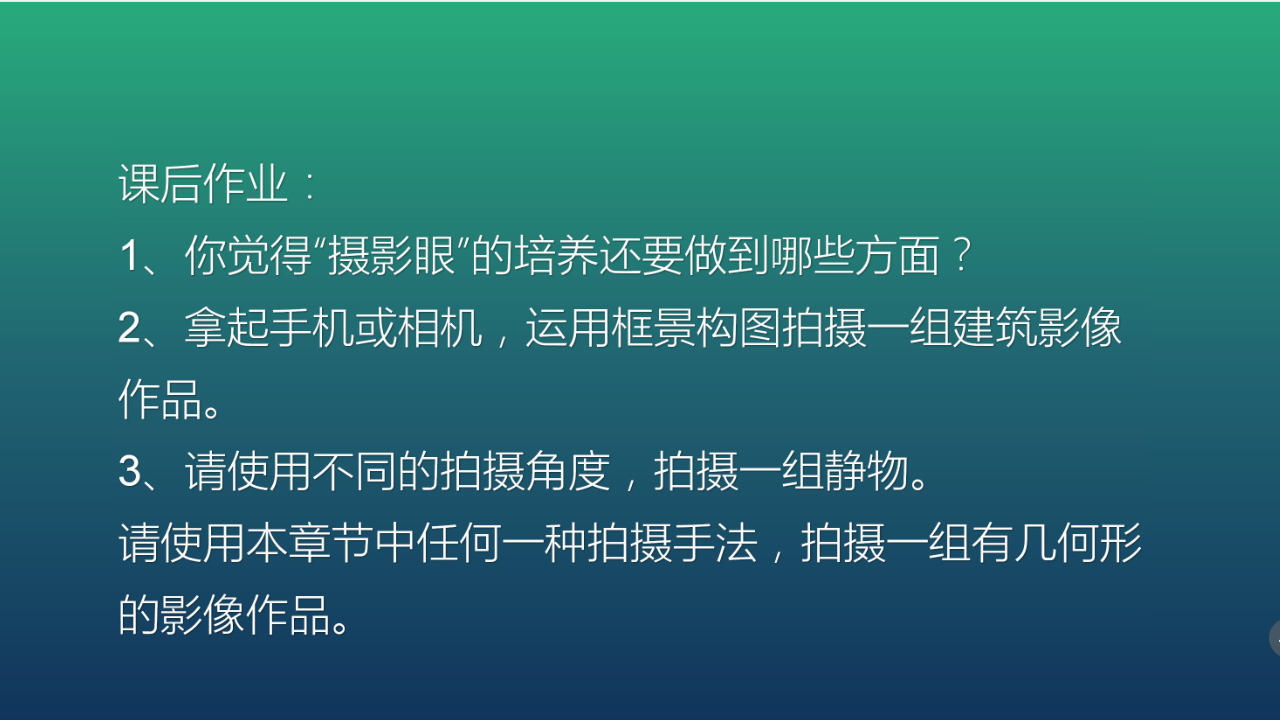 课后作业：
1、你觉得“摄影眼”的培养还要做到哪些方面？
2、拿起手机或相机，运用框景构图拍摄一组建筑影像
作品。
3、请使用不同的拍摄角度，拍摄一组静物。
请使用本章节中任何一种拍摄手法，拍摄一组有几何形
的影像作品。